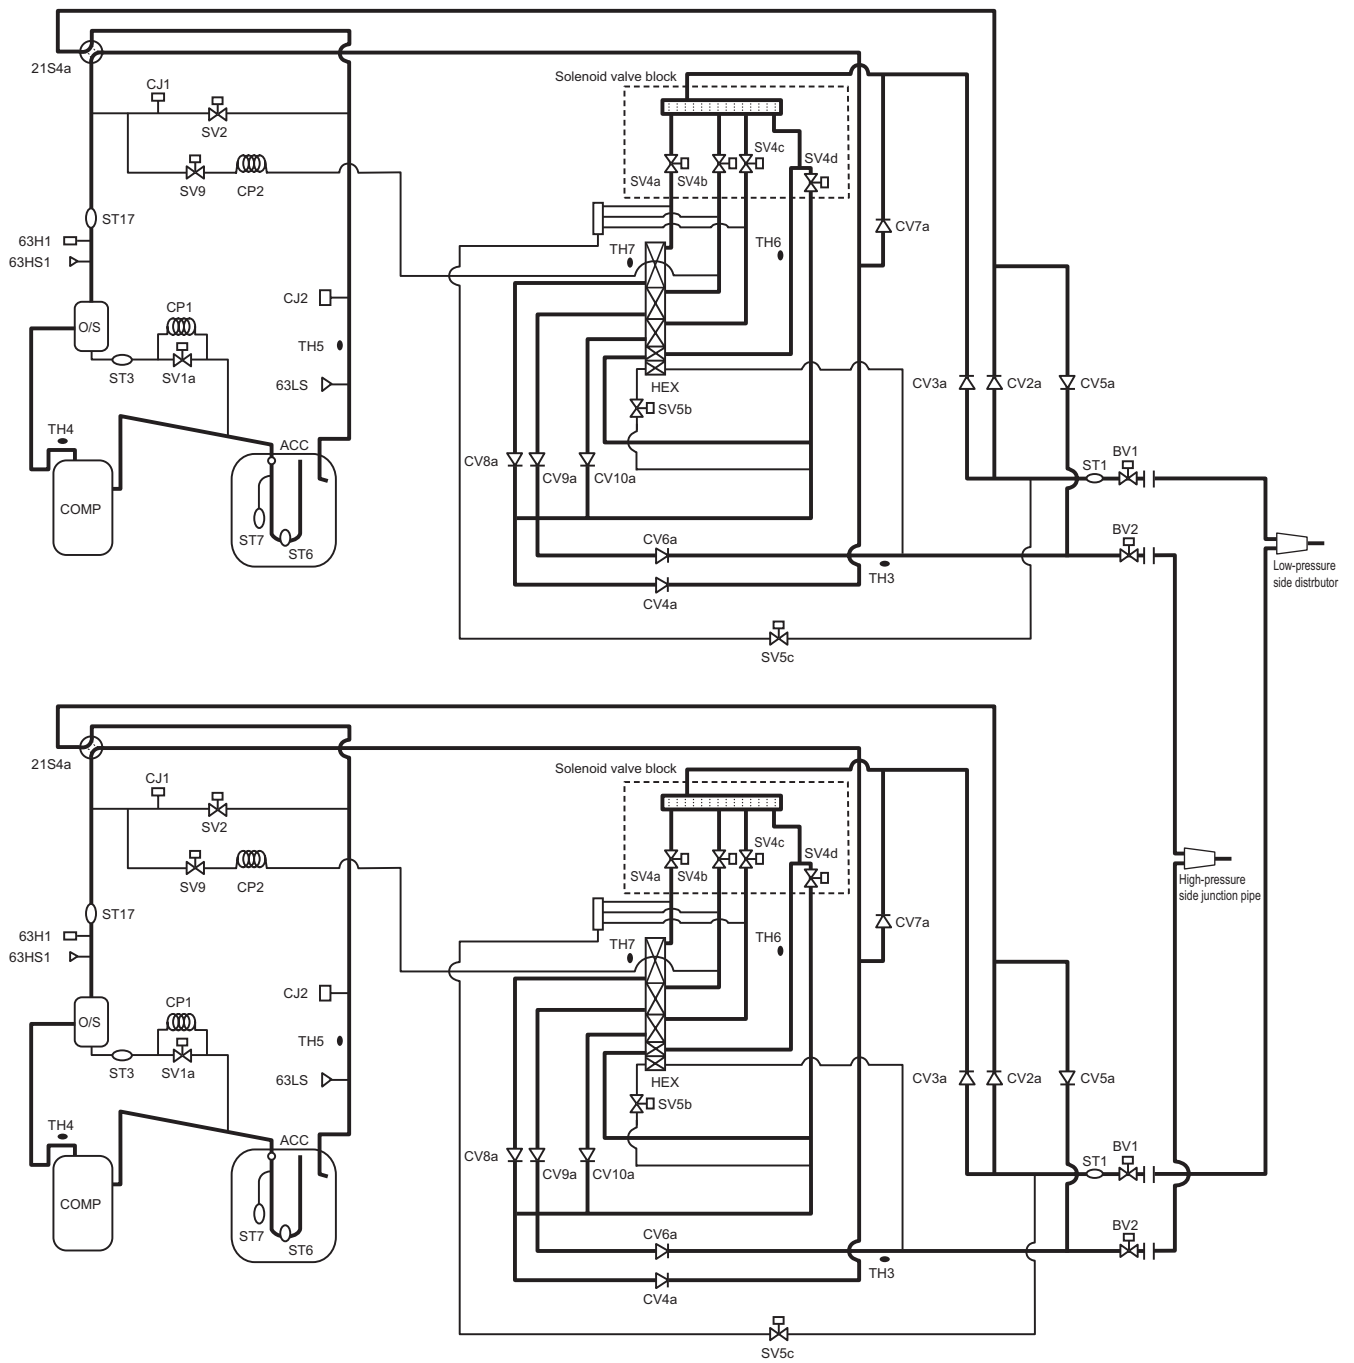 21S4a
CJ1
SV2
SV9
CP2
ST17
63H1
63HS1
O/S
CP1
ST3
SV1a
CJ2
TH5
63LS
TH4
COMP
ACC
ST7
ST6
Solenoid valve block
SV4c
SV4d
SV4a
SV4b
TH7
TH6
CV7a
HEX
SV5b
CV3a
CV2a
CV5a
CV8a
CV9a
CV10a
ST1
BV1
BV2
CV6a
TH3
CV4a
SV5c
Low-pressure
side distrbutor
21S4a
CJ1
SV2
SV9
CP2
ST17
63H1
63HS1
O/S
CP1
ST3
SV1a
CJ2
TH5
63LS
TH4
COMP
ACC
ST7
ST6
Solenoid valve block
SV4c
SV4d
SV4a
SV4b
TH7
TH6
CV7a
HEX
SV5b
CV3a
CV2a
CV5a
CV8a
CV9a
CV10a
ST1
BV1
BV2
CV6a
TH3
CV4a
SV5c
High-pressure
side junction pipe